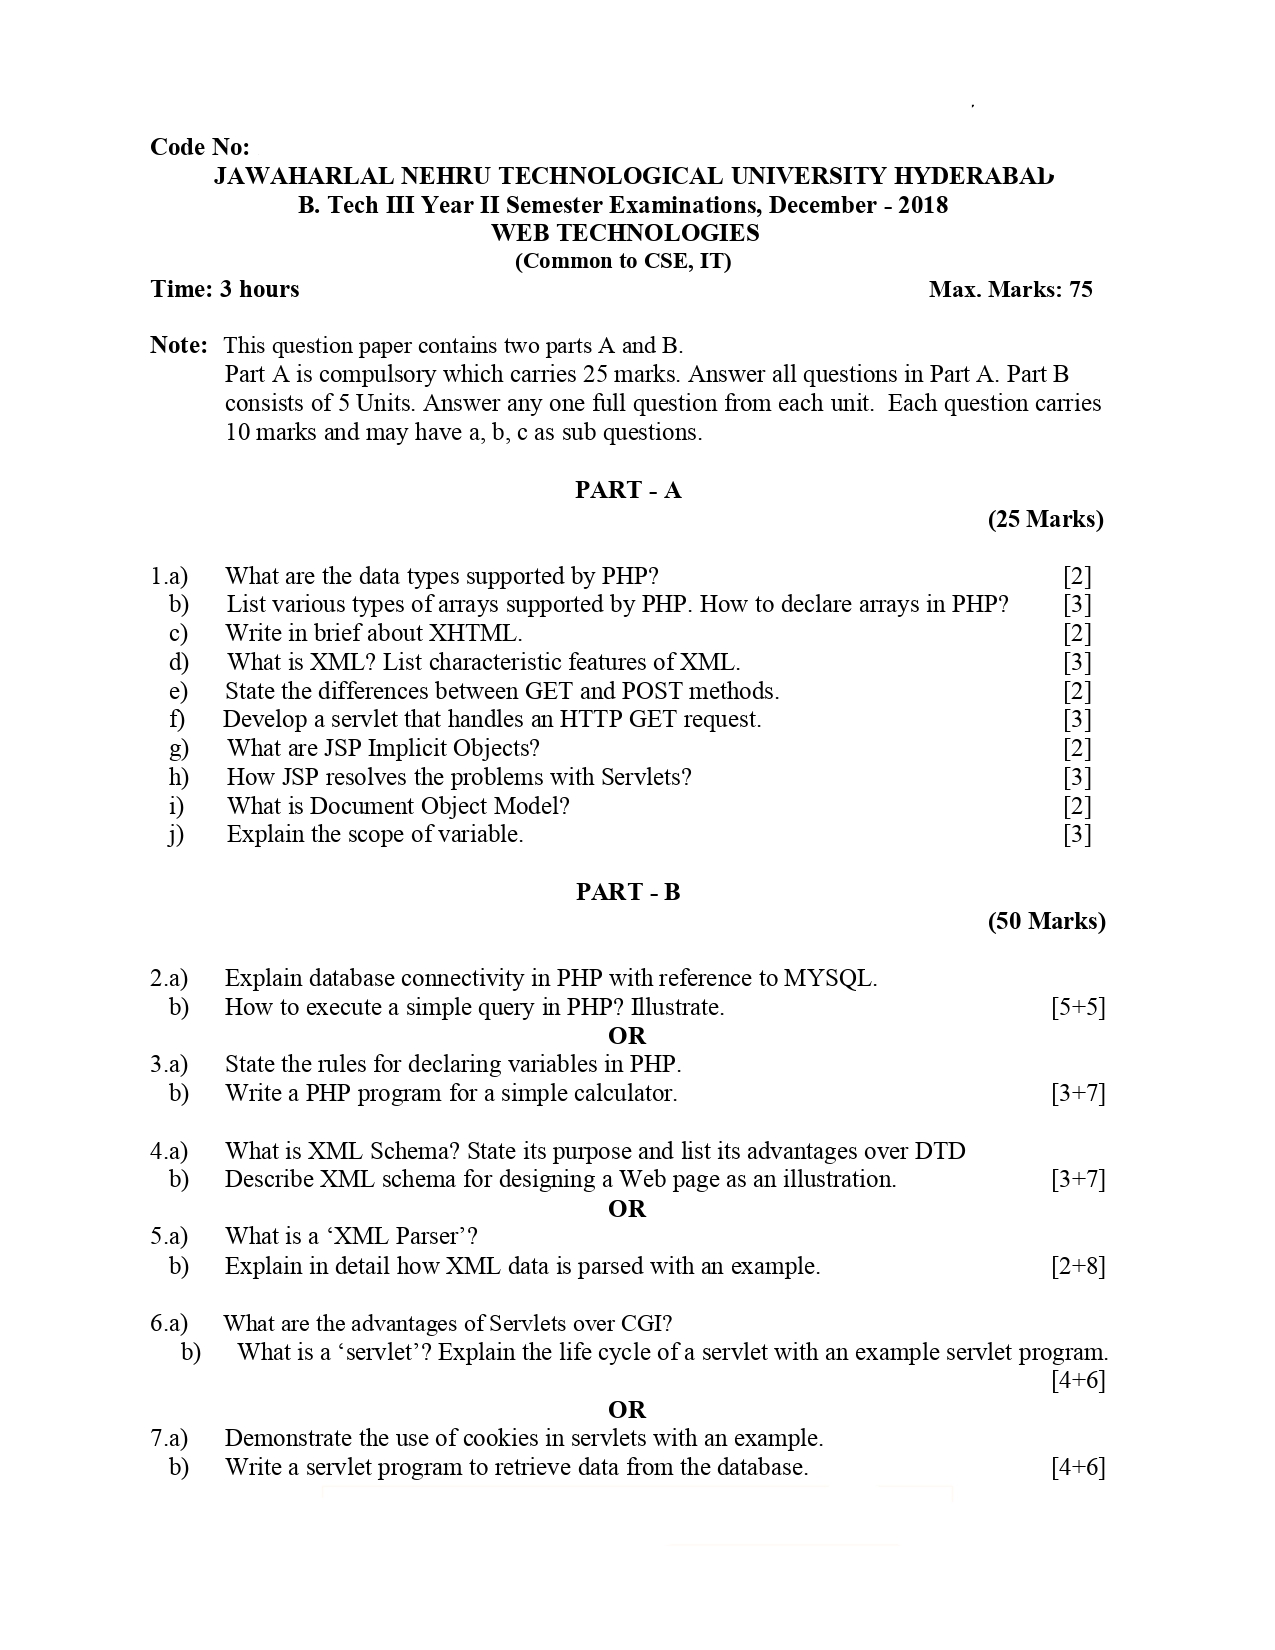 Code No:
JAWAHARLAL NEHRU TECHNOLOGICAL UNIVERSITY HYDERABAD
B. Tech III Year II Semester Examinations, December - 2018
WEB TECHNOLOGIES
(Common to CSE, IT)
Time: 3 hours Max. Marks: 75
Note: This question paper contains two parts A and B.
Part A is compulsory which carries 25 marks. Answer all questions in Part A. Part B
consists of 5 Units. Answer any one full question from each unit. Each question carries
10 marks and may have a, b, c as sub questions.
PART - A
(25 Marks)
1.a) What are the data types supported by PHP? [2]
b) List various types of arrays supported by PHP. How to declare arrays in PHP? [3]
c) Write in brief about XHTML. [2]
d) What is XML? List characteristic features of XML. [3]
e) State the differences between GET and POST methods. [2]
f) Develop a servlet that handles an HTTP GET request. [3]
g) What are JSP Implicit Objects? [2]
h) How JSP resolves the problems with Servlets? [3]
i) What is Document Object Model? [2]
j) Explain the scope of variable. [3]
PART - B
(50 Marks)
2.a) Explain database connectivity in PHP with reference to MYSQL.
b) How to execute a simple query in PHP? Illustrate. [5+5]
OR
3.a) State the rules for declaring variables in PHP.
b) Write a PHP program for a simple calculator. [3+7]
4.a) What is XML Schema? State its purpose and list its advantages over DTD
b) Describe XML schema for designing a Web page as an illustration. [3+7]
OR
5.a) What is a ‘XML Parser’?
b) Explain in detail how XML data is parsed with an example. [2+8]
6.a) What are the advantages of Servlets over CGI?
b) What is a ‘servlet’? Explain the life cycle of a servlet with an example servlet program.
[4+6]
OR
7.a) Demonstrate the use of cookies in servlets with an example.
b) Write a servlet program to retrieve data from the database. [4+6]